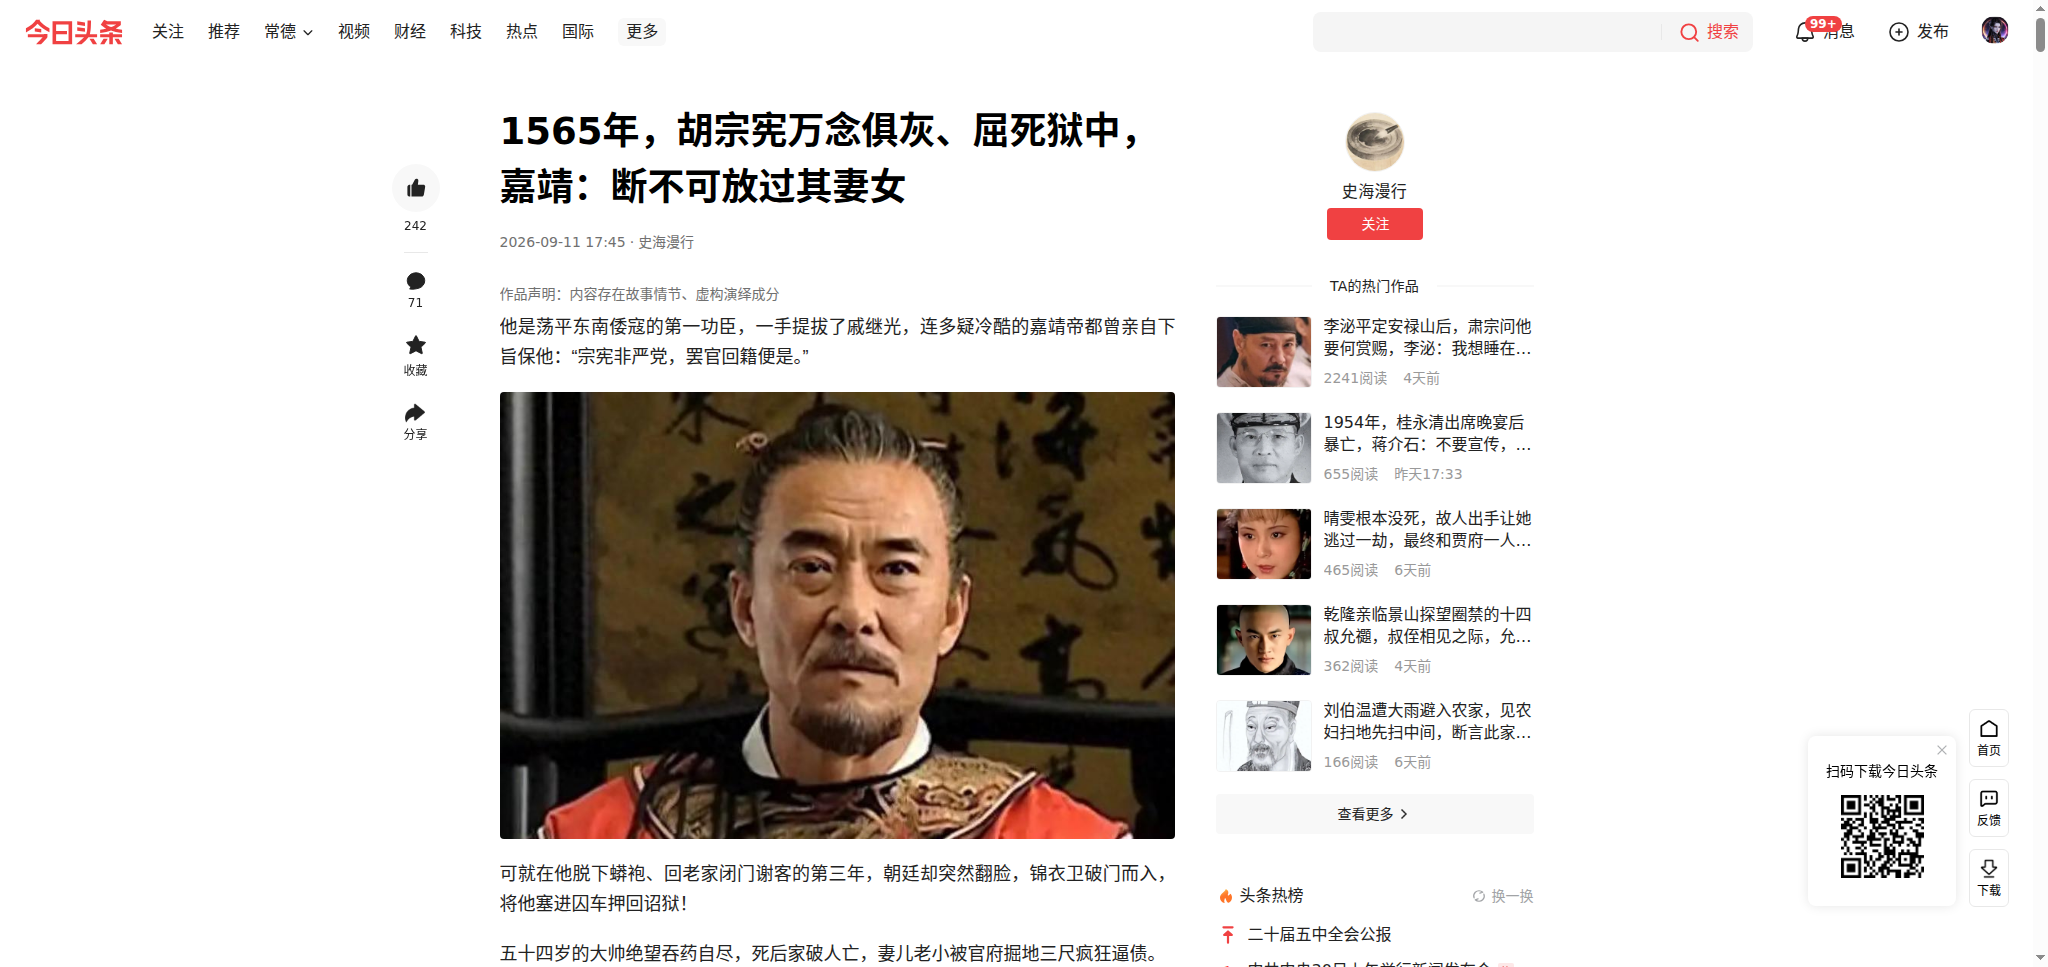 今日头条
关注
推荐
常德
视频
财经
科技
热点
国际
更多
搜索
99+
消息
发布
1565年，胡宗宪万念俱灰、屈死狱中，
嘉靖：断不可放过其妻女
2026-09-11 17:45 · 史海漫行
作品声明：内容存在故事情节、虚构演绎成分
他是荡平东南倭寇的第一功臣，一手提拔了戚继光，连多疑冷酷的嘉靖帝都曾亲自下
旨保他：“宗宪非严党，罢官回籍便是。”
可就在他脱下蟒袍、回老家闭门谢客的第三年，朝廷却突然翻脸，锦衣卫破门而入，
将他塞进囚车押回诏狱！
五十四岁的大帅绝望吞药自尽，死后家破人亡，妻儿老小被官府掘地三尺疯狂逼债。
242
71
收藏
分享
史海漫行
关注
TA的热门作品
李泌平定安禄山后，肃宗问他
要何赏赐，李泌：我想睡在...
2241阅读 4天前
1954年，桂永清出席晚宴后
暴亡，蒋介石：不要宣传，...
655阅读 昨天17:33
晴雯根本没死，故人出手让她
逃过一劫，最终和贾府一人...
465阅读 6天前
乾隆亲临景山探望圈禁的十四
叔允禵，叔侄相见之际，允...
362阅读 4天前
刘伯温遭大雨避入农家，见农
妇扫地先扫中间，断言此家...
166阅读 6天前
查看更多
头条热榜
换一换
二十届五中全会公报
扫码下载今日头条
首页
反馈
下载